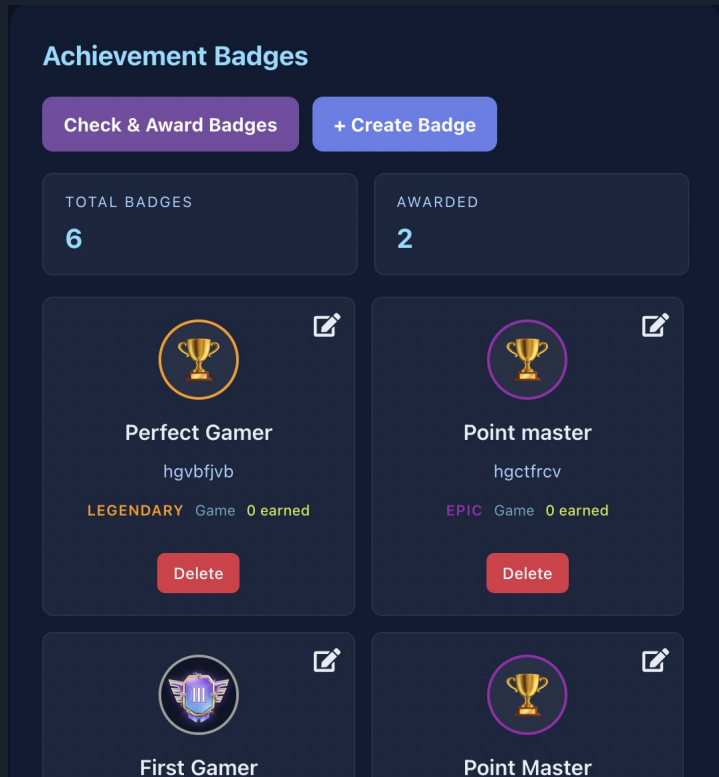 Achievement Badges
Check & Award Badges
+ Create Badge
TOTAL BADGES
6
AWARDED
2
Perfect Gamer
hgvbfjvb
LEGENDARY Game 0 earned
Delete
Point master
hgctfrcv
EPIC Game 0 earned
Delete
III
First Gamer
Point Master